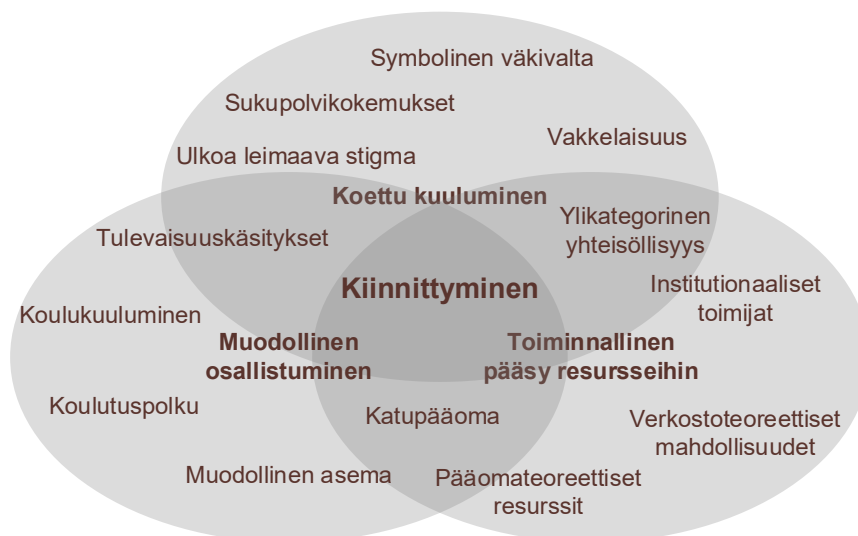 Symbolinen väkivalta
Sukupolvikokemukset
Vakkelaisuus
Ulkoa leimaava stigma
Koettu kuuluminen
Ylikategorinen
yhteisöllisyys
Tulevaisuuskäsitykset
Kiinnittyminen
Institutionaaliset
toimijat
Koulukuuluminen
Muodollinen
osallistuminen
Toiminnallinen
pääsy resursseihin
Koulutuspolku
Katupääoma
Verkostoteoreettiset
mahdollisuudet
Muodollinen asema
Pääomateoreettiset
resurssit